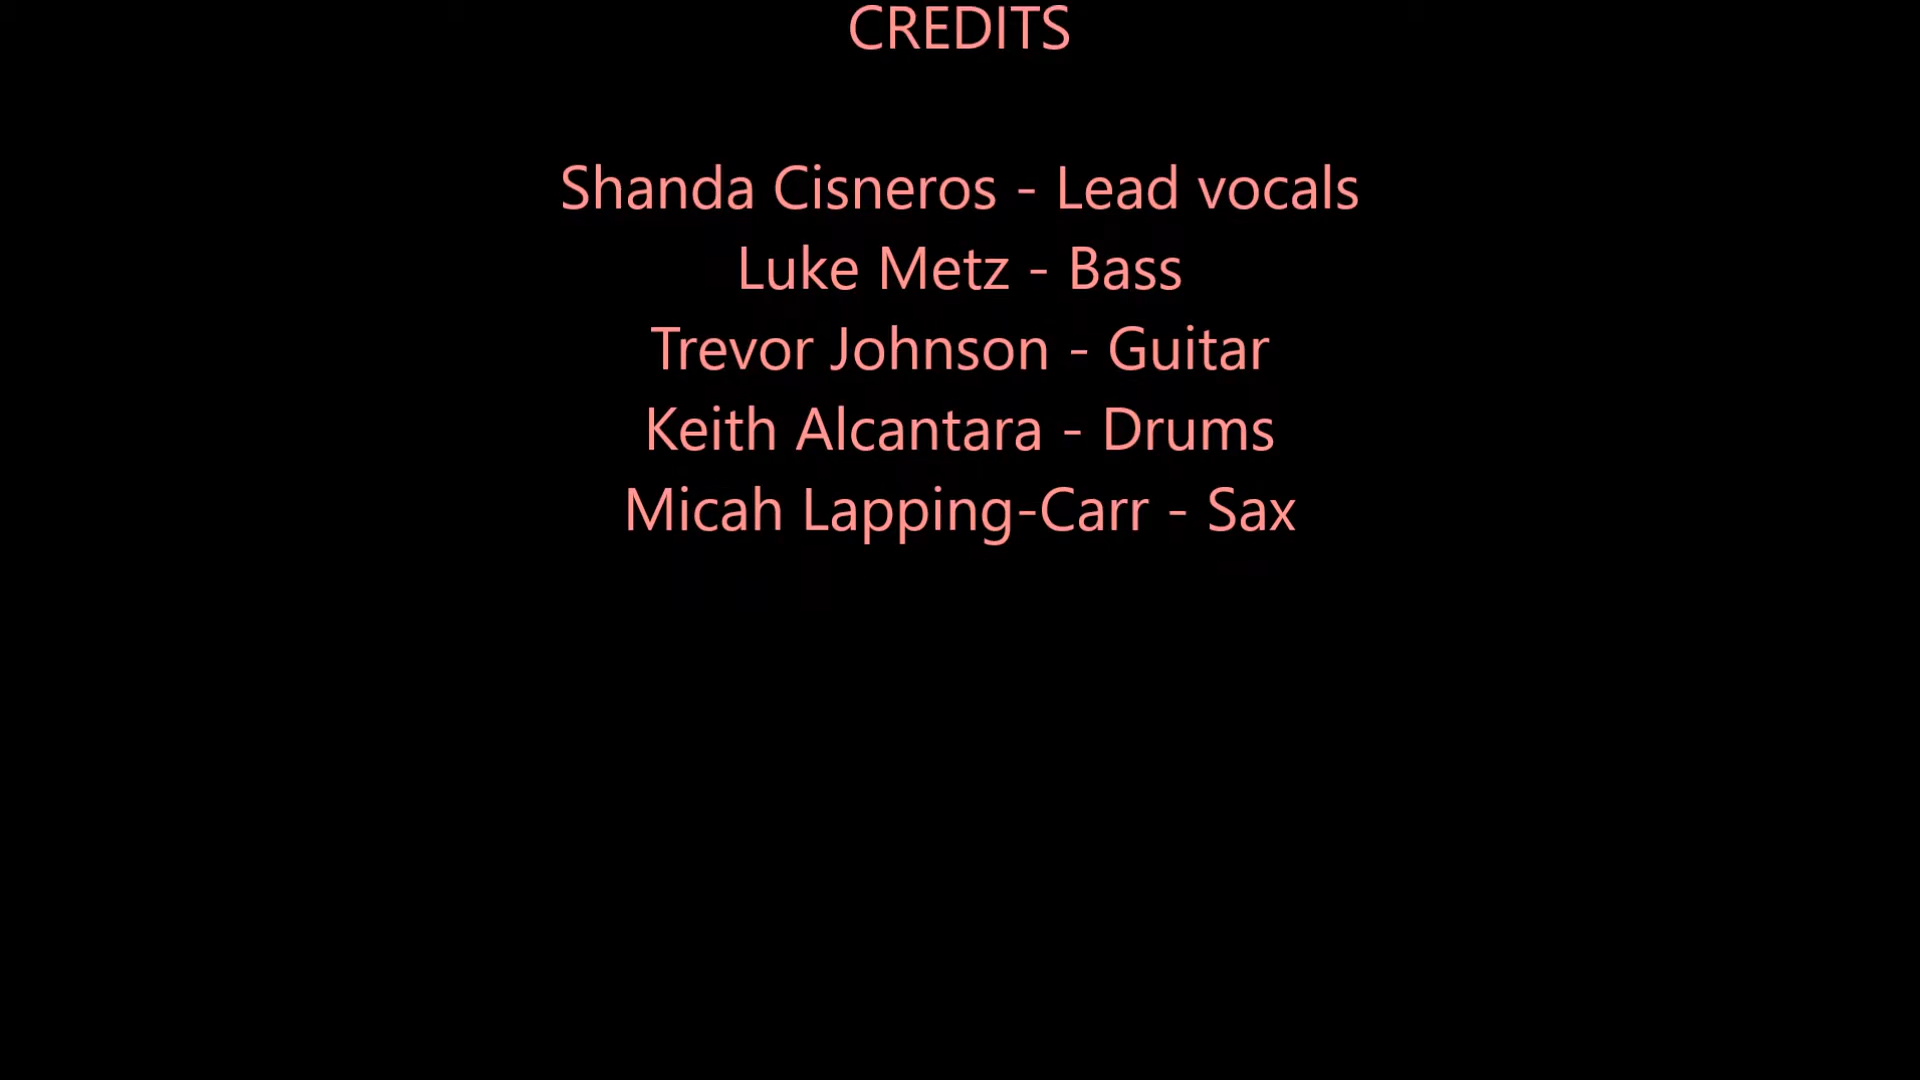 CREDITS
Shanda Cisneros - Lead vocals
Luke Metz - Bass
Trevor Johnson - Guitar
Keith Alcantara - Drums
Micah Lapping-Carr - Sax